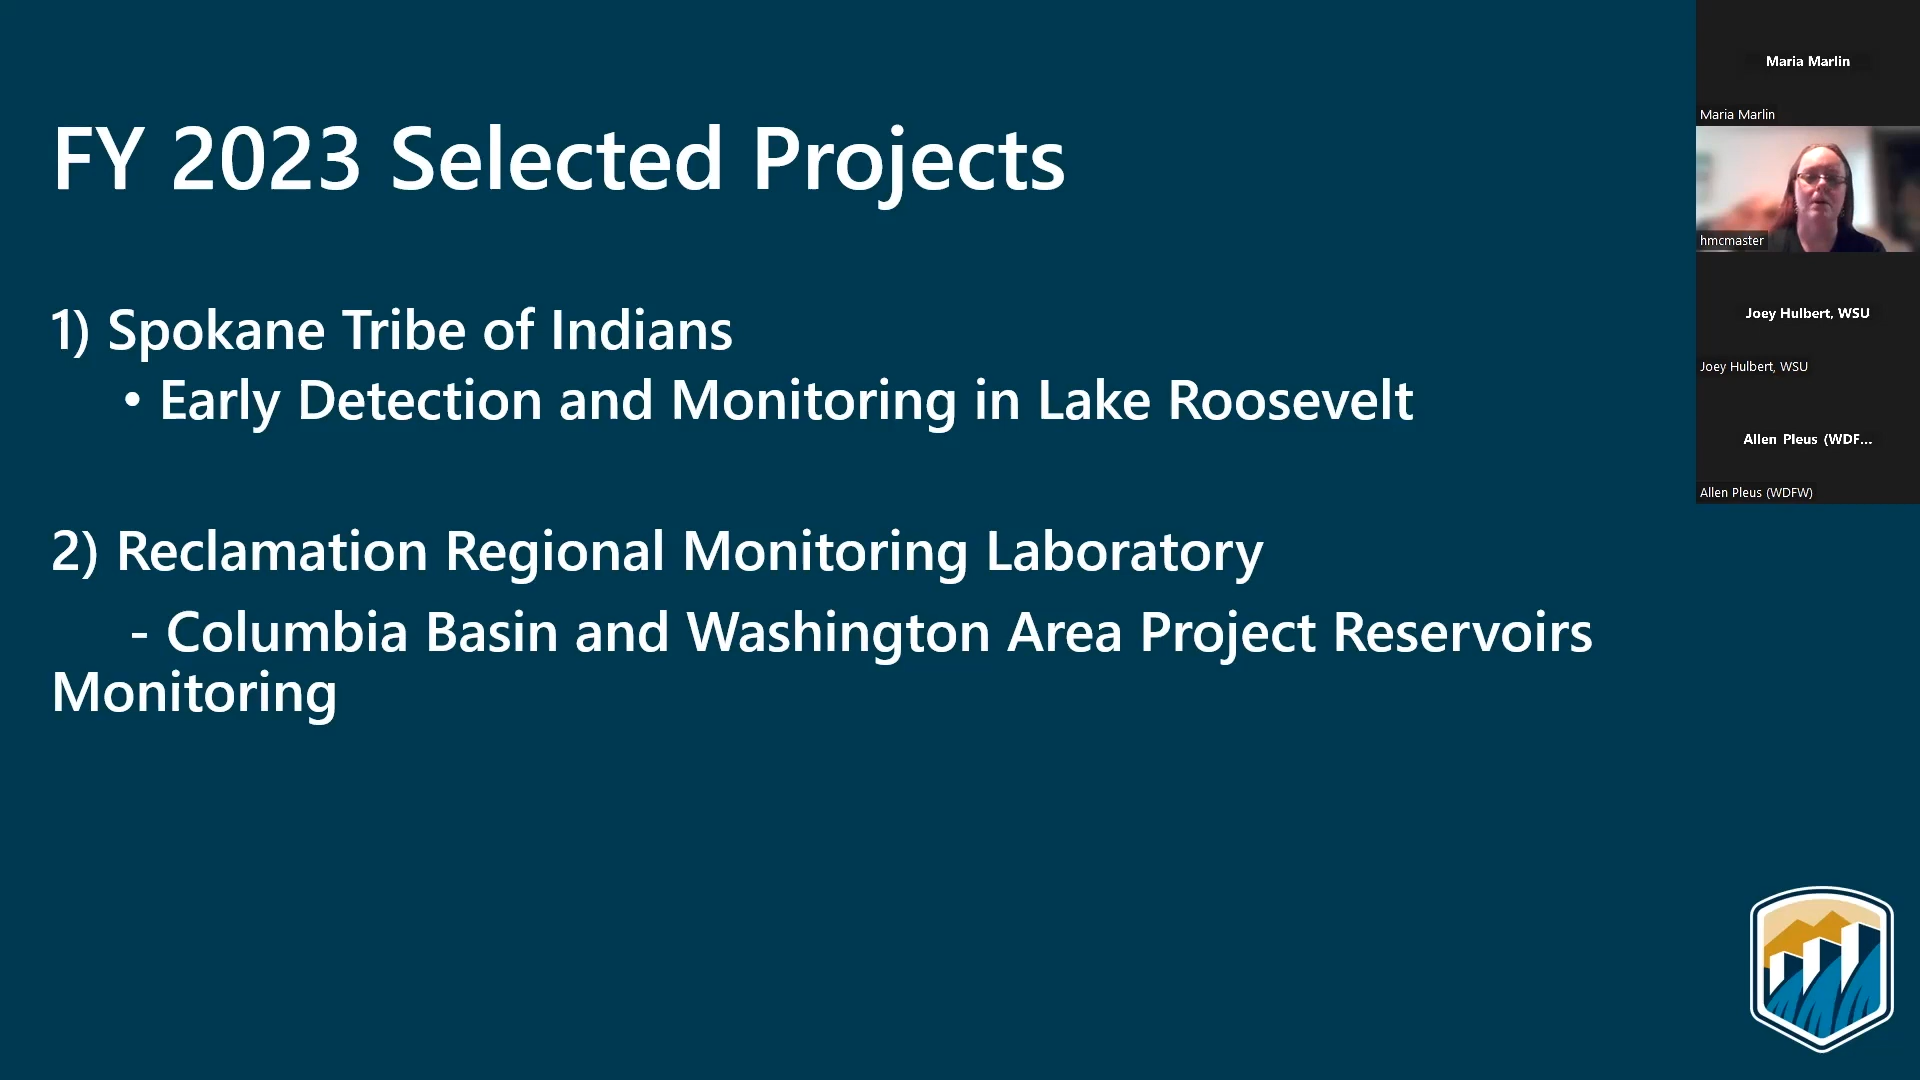 FY 2023 Selected Projects
1) Spokane Tribe of Indians
• Early Detection and Monitoring in Lake Roosevelt
2) Reclamation Regional Monitoring Laboratory
- Columbia Basin and Washington Area Project Reservoirs
Monitoring
Maria Marlin
Maria Marlin
hmcmaster
Joey Hulbert, WSU
Joey Hulbert, WSU
Allen Pleus (WDF...
Allen Pleus (WDFW)